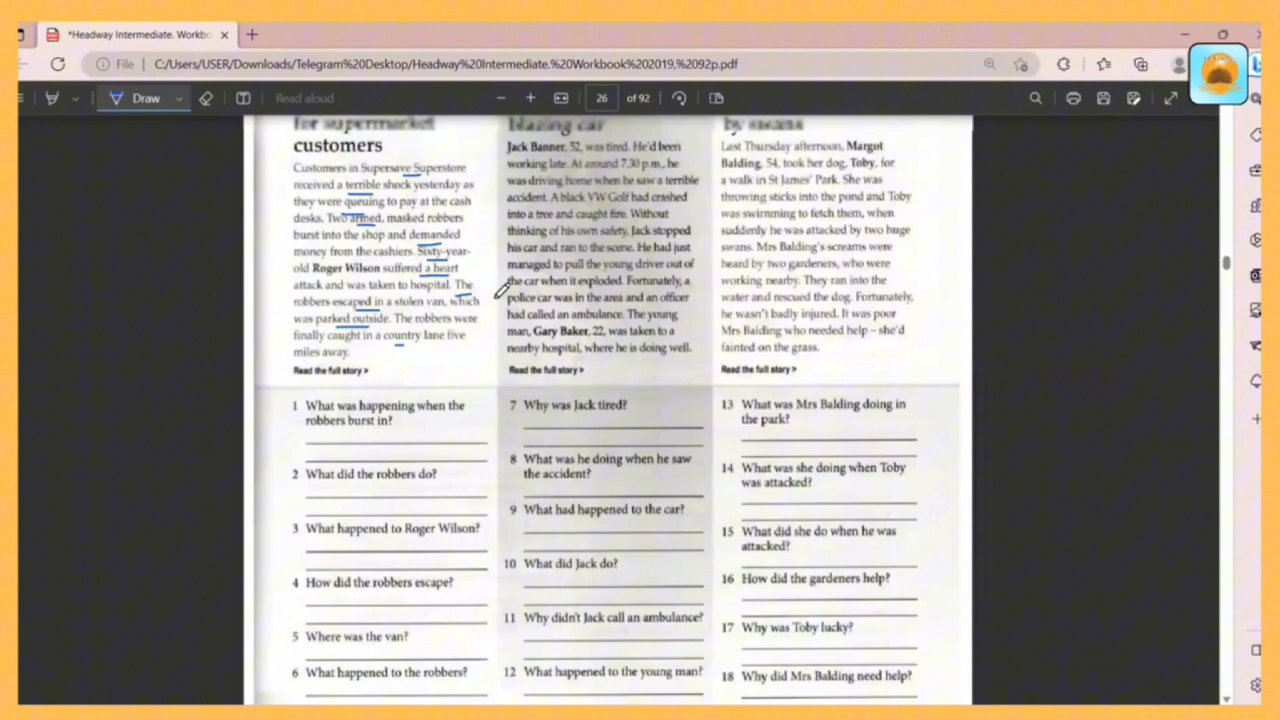 *Headway Intermediate. Workbo
File
C:/Users/USER/Downloads/Telegram%20Desktop/Headway%20Intermediate.%20Workbook%202019,%2092p.pdf
Draw
Read aloud
26
of 92
for supermarket
customers
Customers in Supersave Superstore
received a terrible shock yesterday as
they were queuing to pay at the cash
desks. Two armed, masked robbers
burst into the shop and demanded
money from the cashiers. Sixty-year-
old Roger Wilson suffered a heart
attack and was taken to hospital. The
robbers escaped in a stolen van, which
was parked outside. The robbers were
finally caught in a country lane five
miles away.
Read the full story >
1 What was happening when the
robbers burst in?
2 What did the robbers do?
3 What happened to Roger Wilson?
4 How did the robbers escape?
5 Where was the van?
6 What happened to the robbers?
blazing car
Jack Banner, 52, was tired. He'd been
working late. At around 7.30 p.m., he
was driving home when he saw a terrible
accident. A black VW Golf had crashed
into a tree and caught fire. Without
thinking of his own safety, Jack stopped
his car and ran to the scene. He had just
managed to pull the young driver out of
the car when it exploded. Fortunately, a
police car was in the area and an officer
had called an ambulance. The young
man, Gary Baker, 22, was taken to a
nearby hospital, where he is doing well.
Read the full story >
7 Why was Jack tired?
8 What was he doing when he saw
the accident?
9 What had happened to the car?
10 What did Jack do?
11 Why didn't Jack call an ambulance?
12 What happened to the young man?
by swans
Last Thursday afternoon, Margot
Balding, 54, took her dog, Toby, for
a walk in St James' Park. She was
throwing sticks into the pond and Toby
was swimming to fetch them, when
suddenly he was attacked by two huge
swans. Mrs Balding's screams were
heard by two gardeners, who were
working nearby. They ran into the
water and rescued the dog. Fortunately,
he wasn't badly injured. It was poor
Mrs Balding who needed help – she'd
fainted on the grass.
Read the full story >
13 What was Mrs Balding doing in
the park?
14 What was she doing when Toby
was attacked?
15 What did she do when he was
attacked?
16 How did the gardeners help?
17 Why was Toby lucky?
18 Why did Mrs Balding need help?